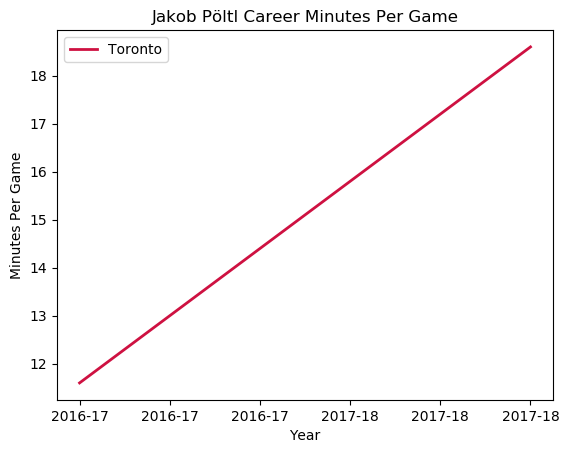 Jakob Pöltl Career Minutes Per Game
Toronto
Minutes Per Game
18
17
16
15
14
13
12
2016-17 2016-17 2016-17 2017-18 2017-18 2017-18
Year